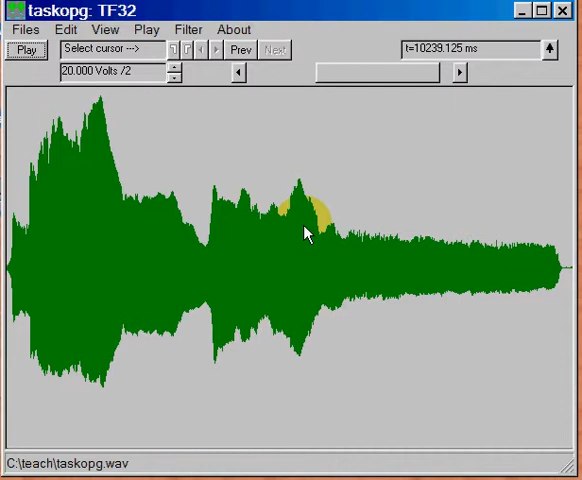 taskopg: TF32
Files Edit View Play Filter About
Play Select cursor ---> Prev Next t=10239.125 ms
20.000 Volts /2
C:\teach\taskopg.wav